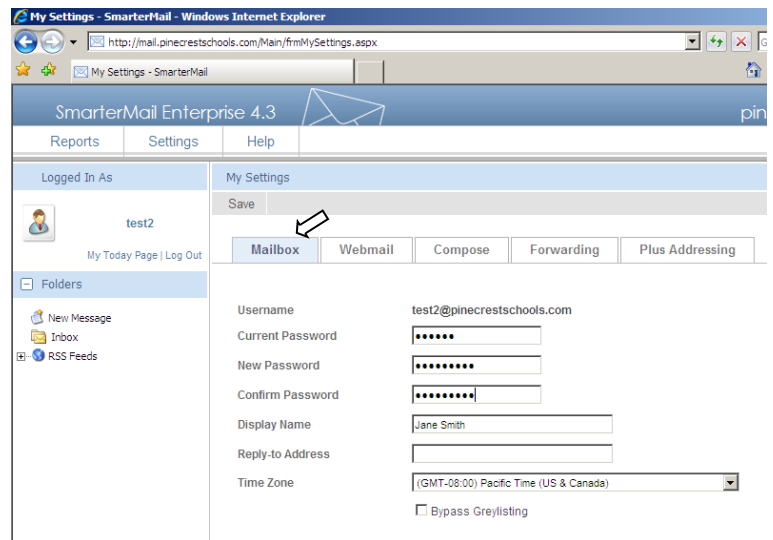 My Settings - SmarterMail - Windows Internet Explorer
http://mail.pinecrestschools.com/Main/frmMySettings.aspx
My Settings - SmarterMail
SmarterMail Enterprise 4.3
pin
Reports Settings Help
Logged In As
My Settings
Save
test2
My Today Page | Log Out
Mailbox Webmail Compose Forwarding Plus Addressing
Folders
New Message
Inbox
RSS Feeds
Username test2@pinecrestschools.com
Current Password ••••••
New Password •••••••••
Confirm Password •••••••••
Display Name Jane Smith
Reply-to Address
Time Zone (GMT-08:00) Pacific Time (US & Canada)
Bypass Greylisting